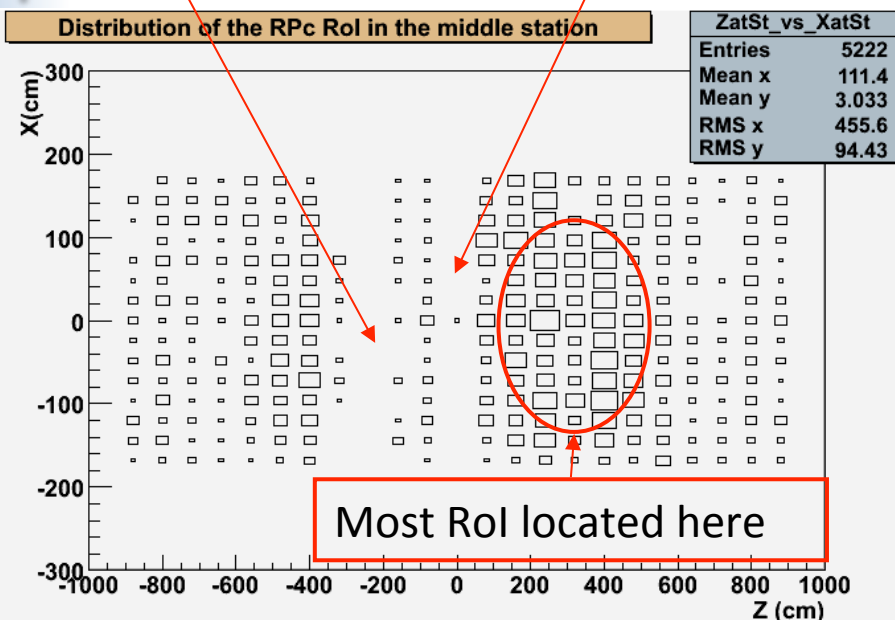 Distribution of the RPc RoI in the middle station
ZatSt_vs_XatSt
Entries 5222
Mean x 111.4
Mean y 3.033
RMS x 455.6
RMS y 94.43
X(cm)
300
200
100
0
-100
-200
-300
Most RoI located here
-1000 -800 -600 -400 -200 0 200 400 600 800 1000
Z (cm)